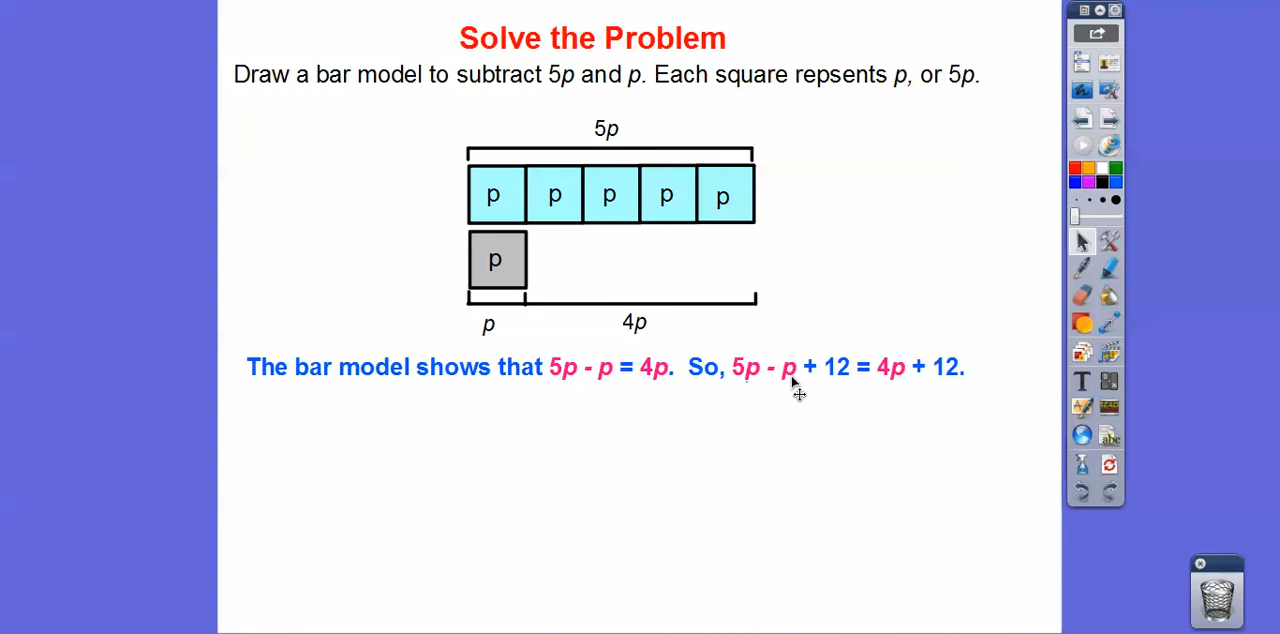 Solve the Problem
Draw a bar model to subtract 5p and p. Each square repsents p, or 5p.
5p
p p p p p
p
p 4p
The bar model shows that 5p - p = 4p. So, 5p - p + 12 = 4p + 12.